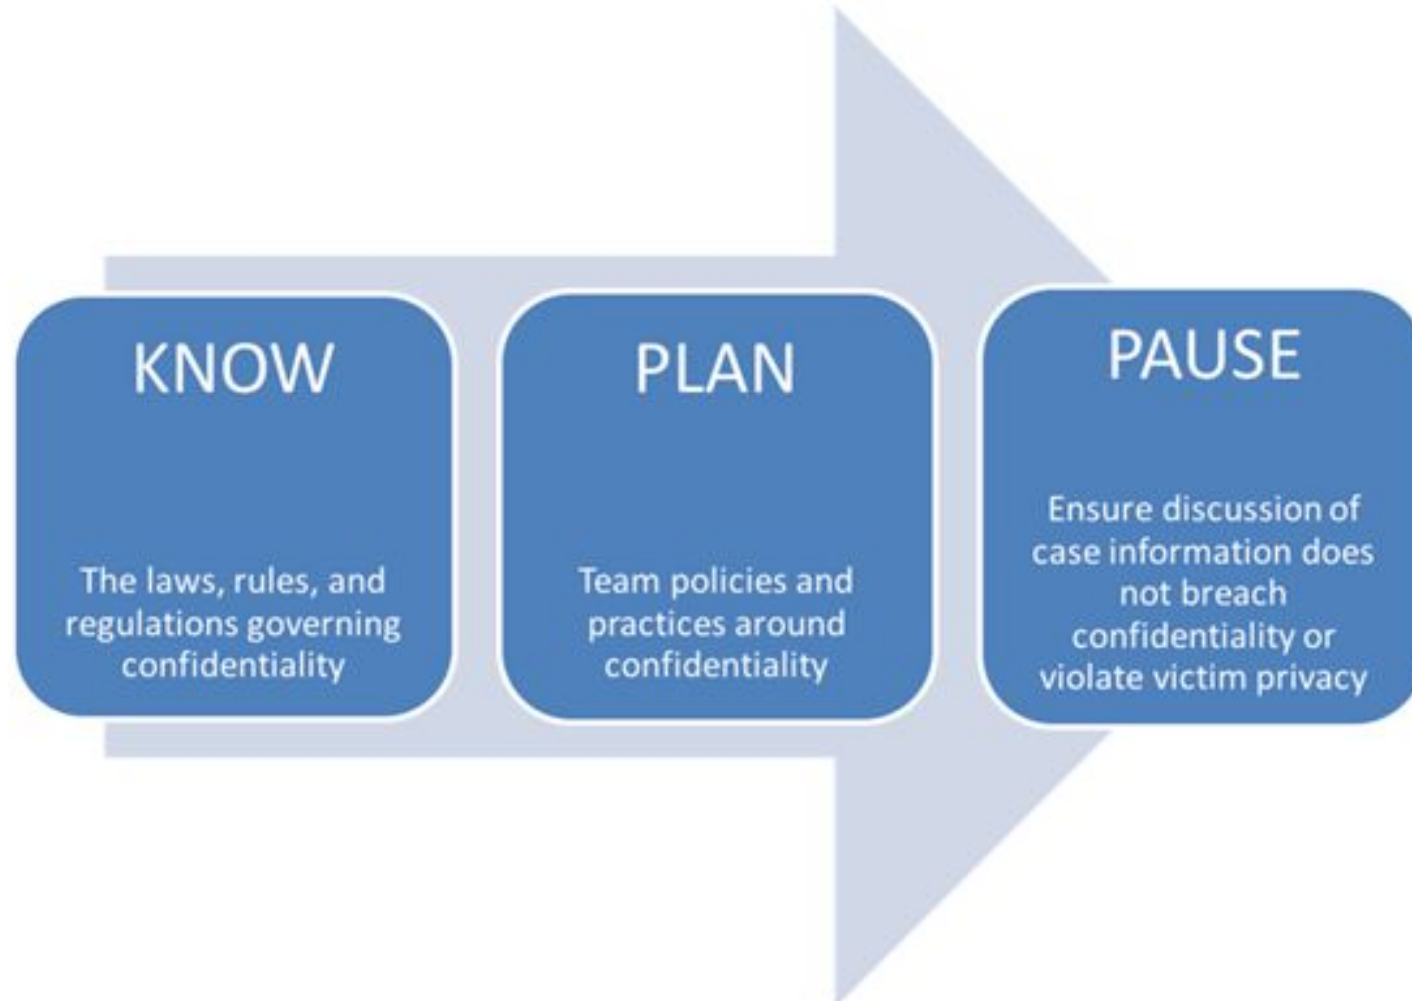 KNOW
The laws, rules, and
regulations governing
confidentiality
PLAN
Team policies and
practices around
confidentiality
PAUSE
Ensure discussion of
case information does
not breach
confidentiality or
violate victim privacy